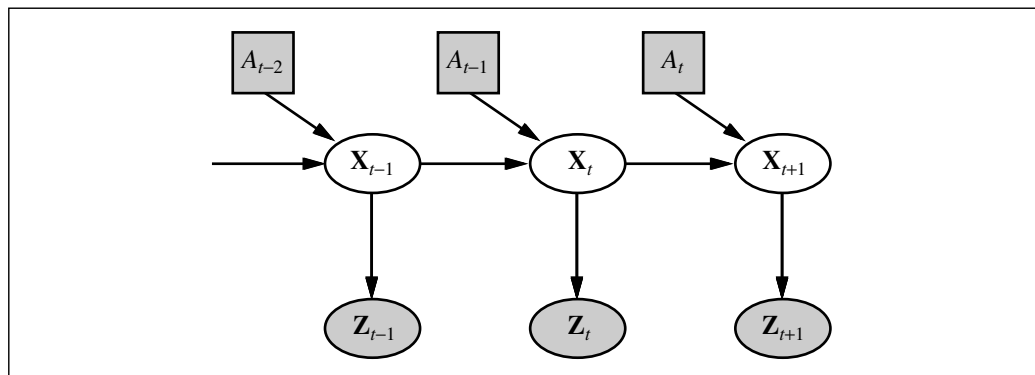 A_{t−2} A_{t−1} A_t
X_{t−1} X_t X_{t+1}
Z_{t−1} Z_t Z_{t+1}